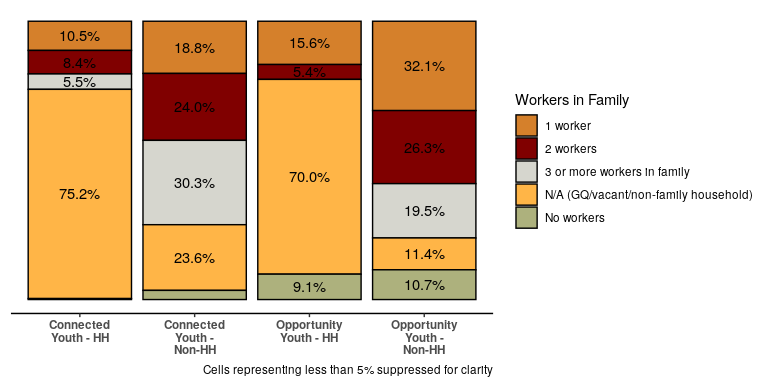 10.5%
8.4%
5.5%
75.2%
18.8%
24.0%
30.3%
23.6%
15.6%
5.4%
70.0%
9.1%
32.1%
26.3%
19.5%
11.4%
10.7%
Workers in Family
1 worker
2 workers
3 or more workers in family
N/A (GQ/vacant/non-family household)
No workers
Connected
Youth - HH
Connected
Youth -
Non-HH
Opportunity
Youth - HH
Opportunity
Youth -
Non-HH
Cells representing less than 5% suppressed for clarity